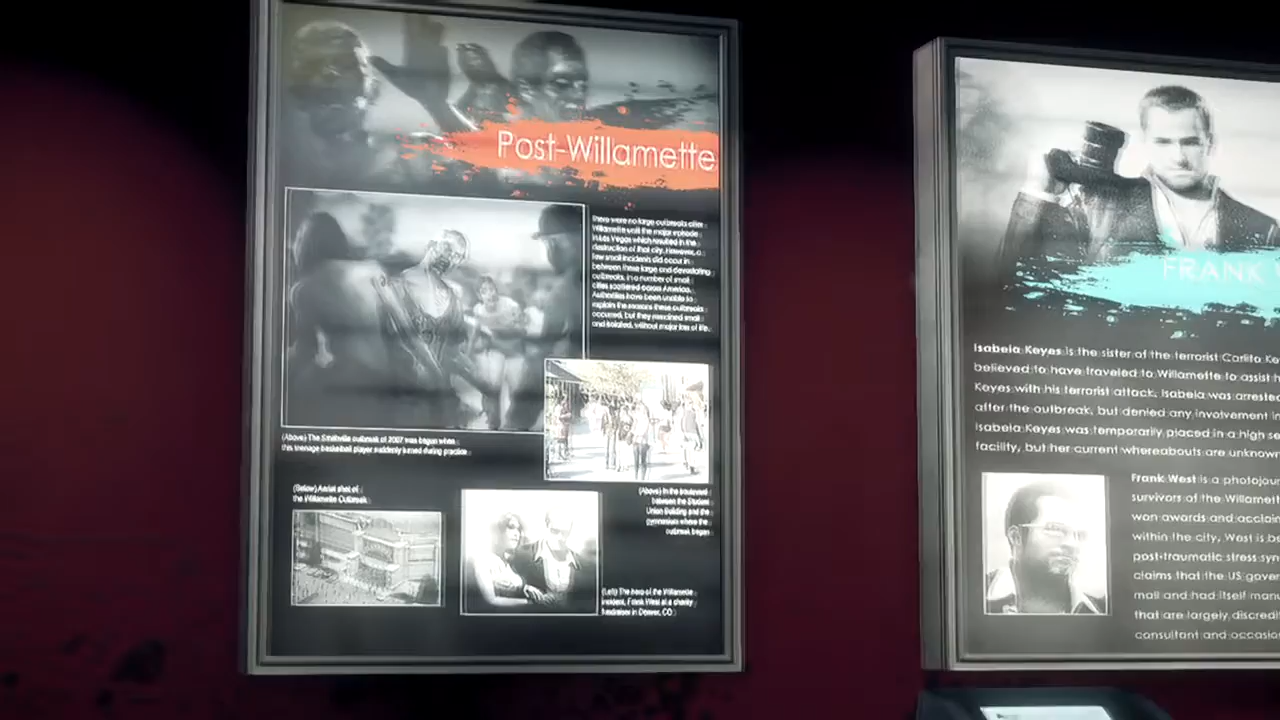 Post-Willamette
There were no large outbreaks after
Willamette until the major episode
in Las Vegas which resulted in the
destruction of that city. However, a
few small incidents did occur in
between these large and devastating
outbreaks, in a number of small
cities scattered across America.
Authorities have been unable to
explain the reasons these outbreaks
occurred, but they remained small
and isolated, without major loss of life.
(Above) The Smithville outbreak of 2007 was began when
this teenage basketball player suddenly turned during practice
(Below) Aerial shot of
the Willamette Outbreak
(Above) In the boulevard
between the Student
Union Building and the
gymnasium where the
outbreak began
(Left) The hero of the Willamette
incident, Frank West at a charity
fundraiser in Denver, CO
FRANK
Isabela Keyes is the sister of the terrorist Carlito Ke
believed to have traveled to Willamette to assist h
Keyes with his terrorist attack. Isabela was arrested
after the outbreak, but denied any involvement in
Isabela Keyes was temporarily placed in a high se
facility, but her current whereabouts are unknown
Frank West is a photojour
survivors of the Willamet
won awards and acclaim
within the city. West is be
post-traumatic stress syn
claims that the US gover
mall and had itself manu
that are largely discredit
consultant and occasio